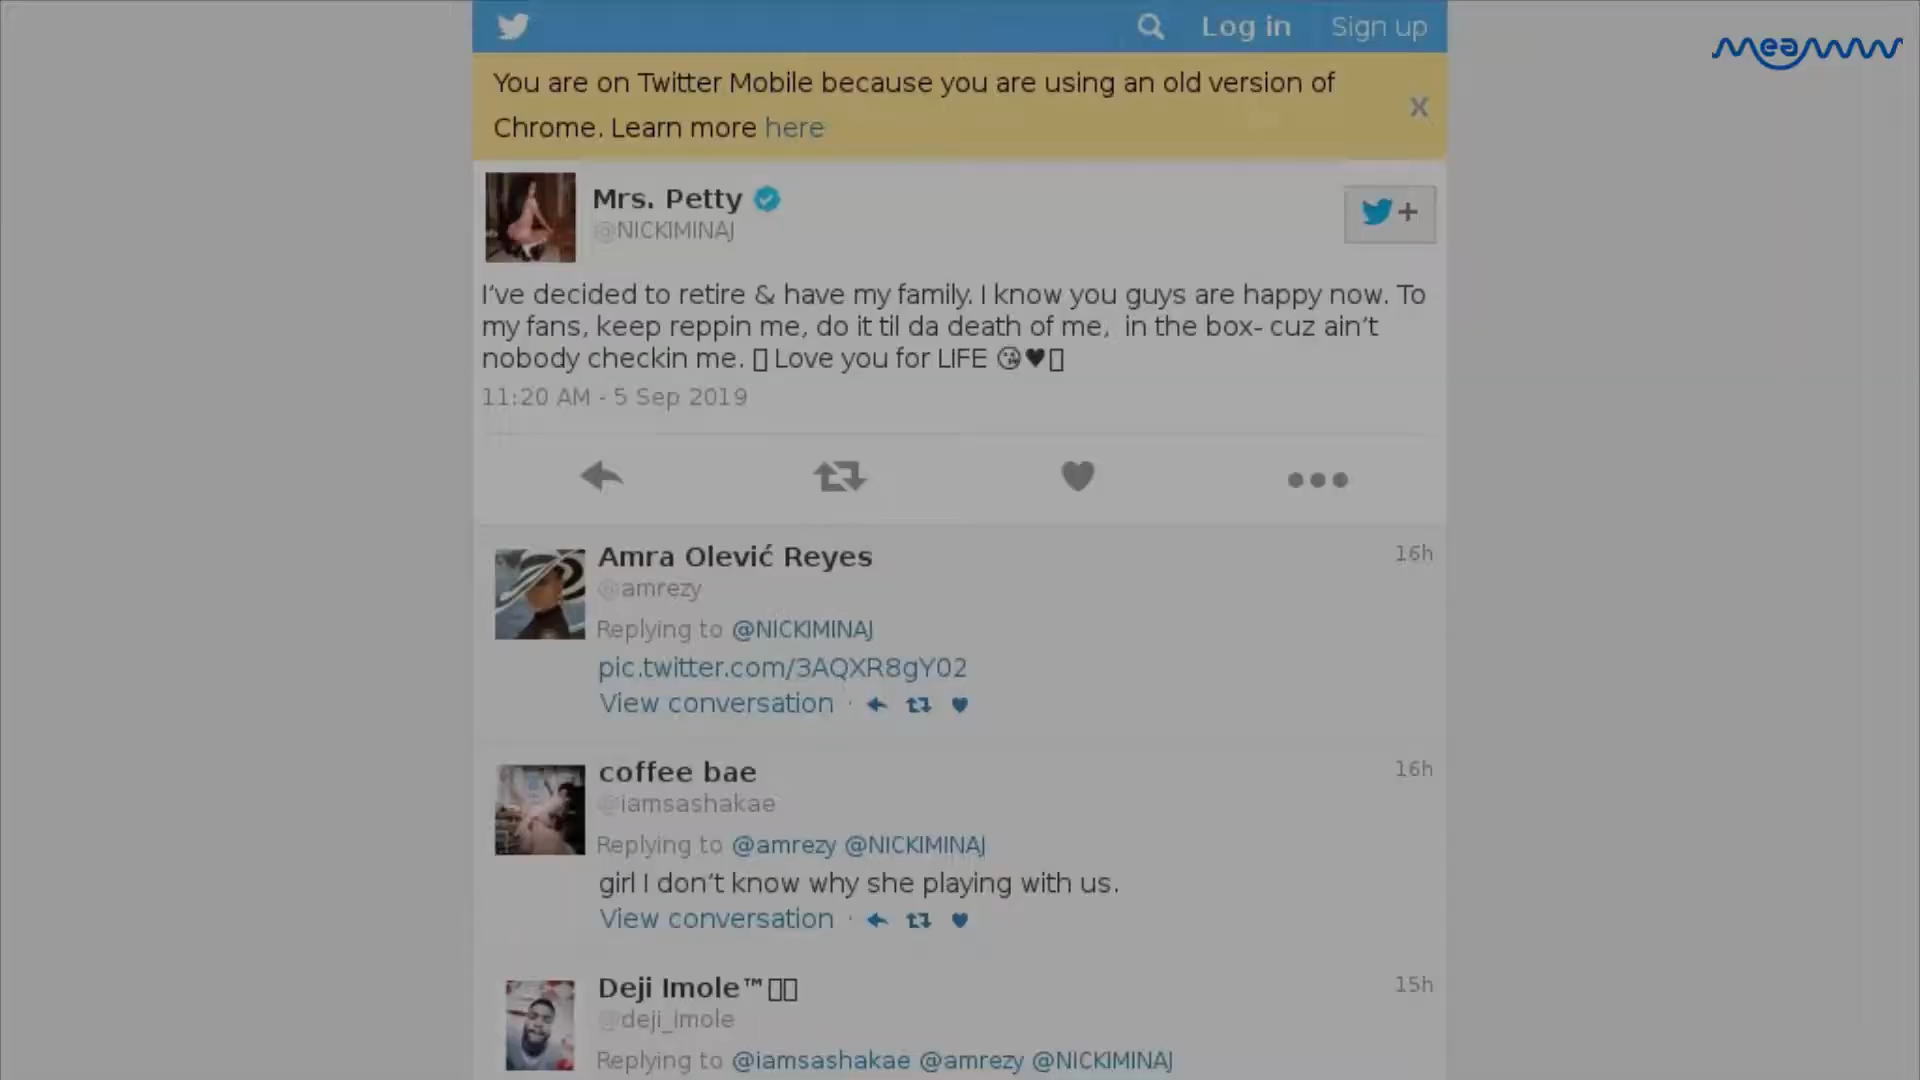 Log in
Sign up
meaww
You are on Twitter Mobile because you are using an old version of
Chrome. Learn more here
X
Mrs. Petty
@NICKIMINAJ
I've decided to retire & have my family. I know you guys are happy now. To
my fans, keep reppin me, do it til da death of me, in the box- cuz ain't
nobody checkin me. Love you for LIFE 😘♥
11:20 AM - 5 Sep 2019
Amra Olević Reyes
16h
@amrezy
Replying to @NICKIMINAJ
pic.twitter.com/3AQXR8gY02
View conversation ·
coffee bae
16h
@iamsashakae
Replying to @amrezy @NICKIMINAJ
girl I don't know why she playing with us.
View conversation ·
Deji Imole™
15h
@deji_imole
Replying to @iamsashakae @amrezy @NICKIMINAJ